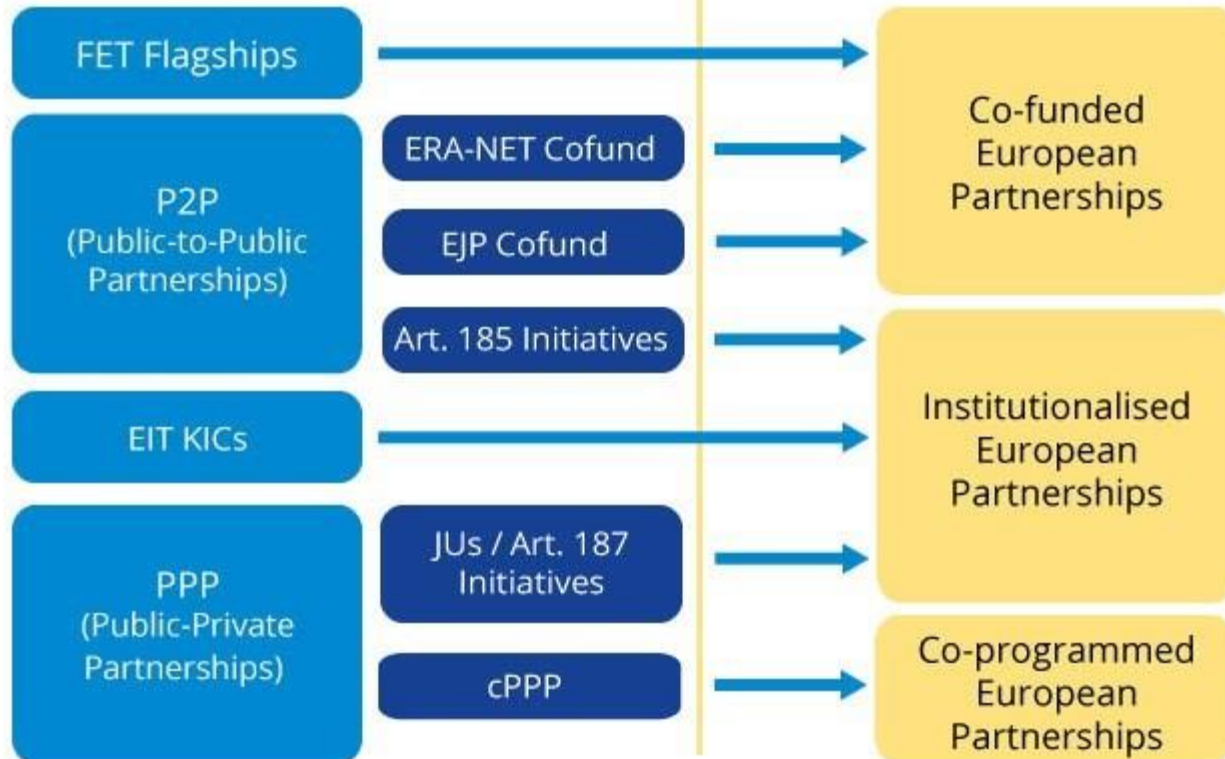 FET Flagships
P2P
(Public-to-Public
Partnerships)
ERA-NET Cofund
EJP Cofund
Art. 185 Initiatives
EIT KICs
PPP
(Public-Private
Partnerships)
JUs / Art. 187
Initiatives
cPPP
Co-funded
European
Partnerships
Institutionalised
European
Partnerships
Co-programmed
European
Partnerships